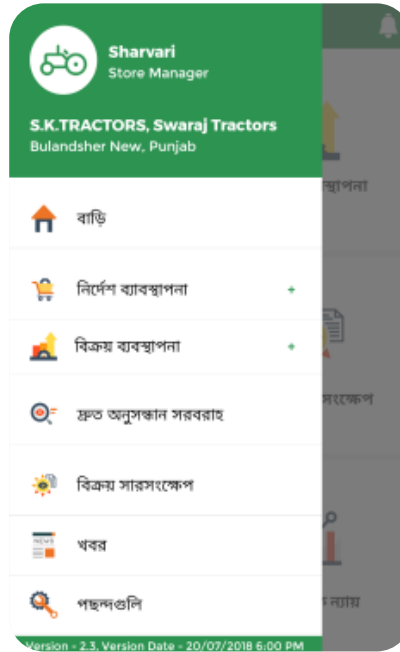 Sharvari
Store Manager
S.K.TRACTORS, Swaraj Tractors
Bulandsher New, Punjab
বাড়ি
নির্দেশ ব্যাবস্থাপনা
+
বিক্রয় ব্যবস্থাপনা
+
দ্রুত অনুসন্ধান সরবরাহ
বিক্রয় সারসংক্ষেপ
NEWS
খবর
পছন্দগুলি
Version - 2.3, Version Date - 20/07/2018 6:00 PM